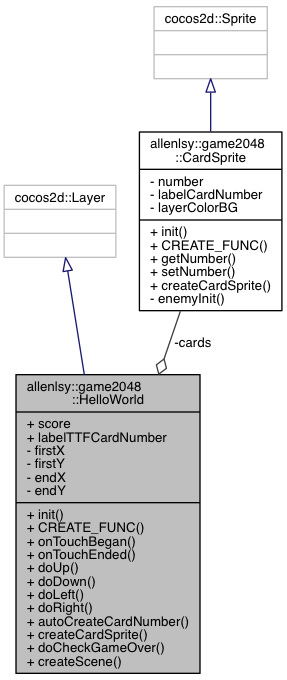 cocos2d::Sprite
allenlsy::game2048
::CardSprite
- number
- labelCardNumber
- layerColorBG
+ init()
+ CREATE_FUNC()
+ getNumber()
+ setNumber()
+ createCardSprite()
- enemyInit()
cocos2d::Layer
-cards
allenlsy::game2048
::HelloWorld
+ score
+ labelTTFCardNumber
- firstX
- firstY
- endX
- endY
+ init()
+ CREATE_FUNC()
+ onTouchBegan()
+ onTouchEnded()
+ doUp()
+ doDown()
+ doLeft()
+ doRight()
+ autoCreateCardNumber()
+ createCardSprite()
+ doCheckGameOver()
+ createScene()